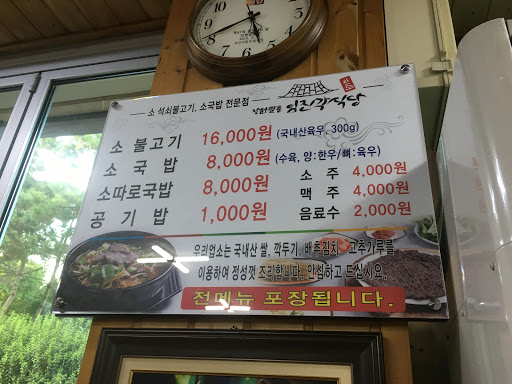 소 석쇠불고기, 소국밥 전문점
덕진각식당
소 불고기 16,000원 (국내산육우, 300g)
소 국 밥 8,000원 (수육, 양:한우/뼈:육우)
소따로국밥 8,000원
공 기 밥 1,000원
소 주 4,000원
맥 주 4,000원
음료수 2,000원
우리업소는 국내산 쌀, 깍두기, 배추김치, 고추가루를
이용하여 정성껏 조리합니다. 안심하고 드십시오.
전메뉴 포장됩니다.